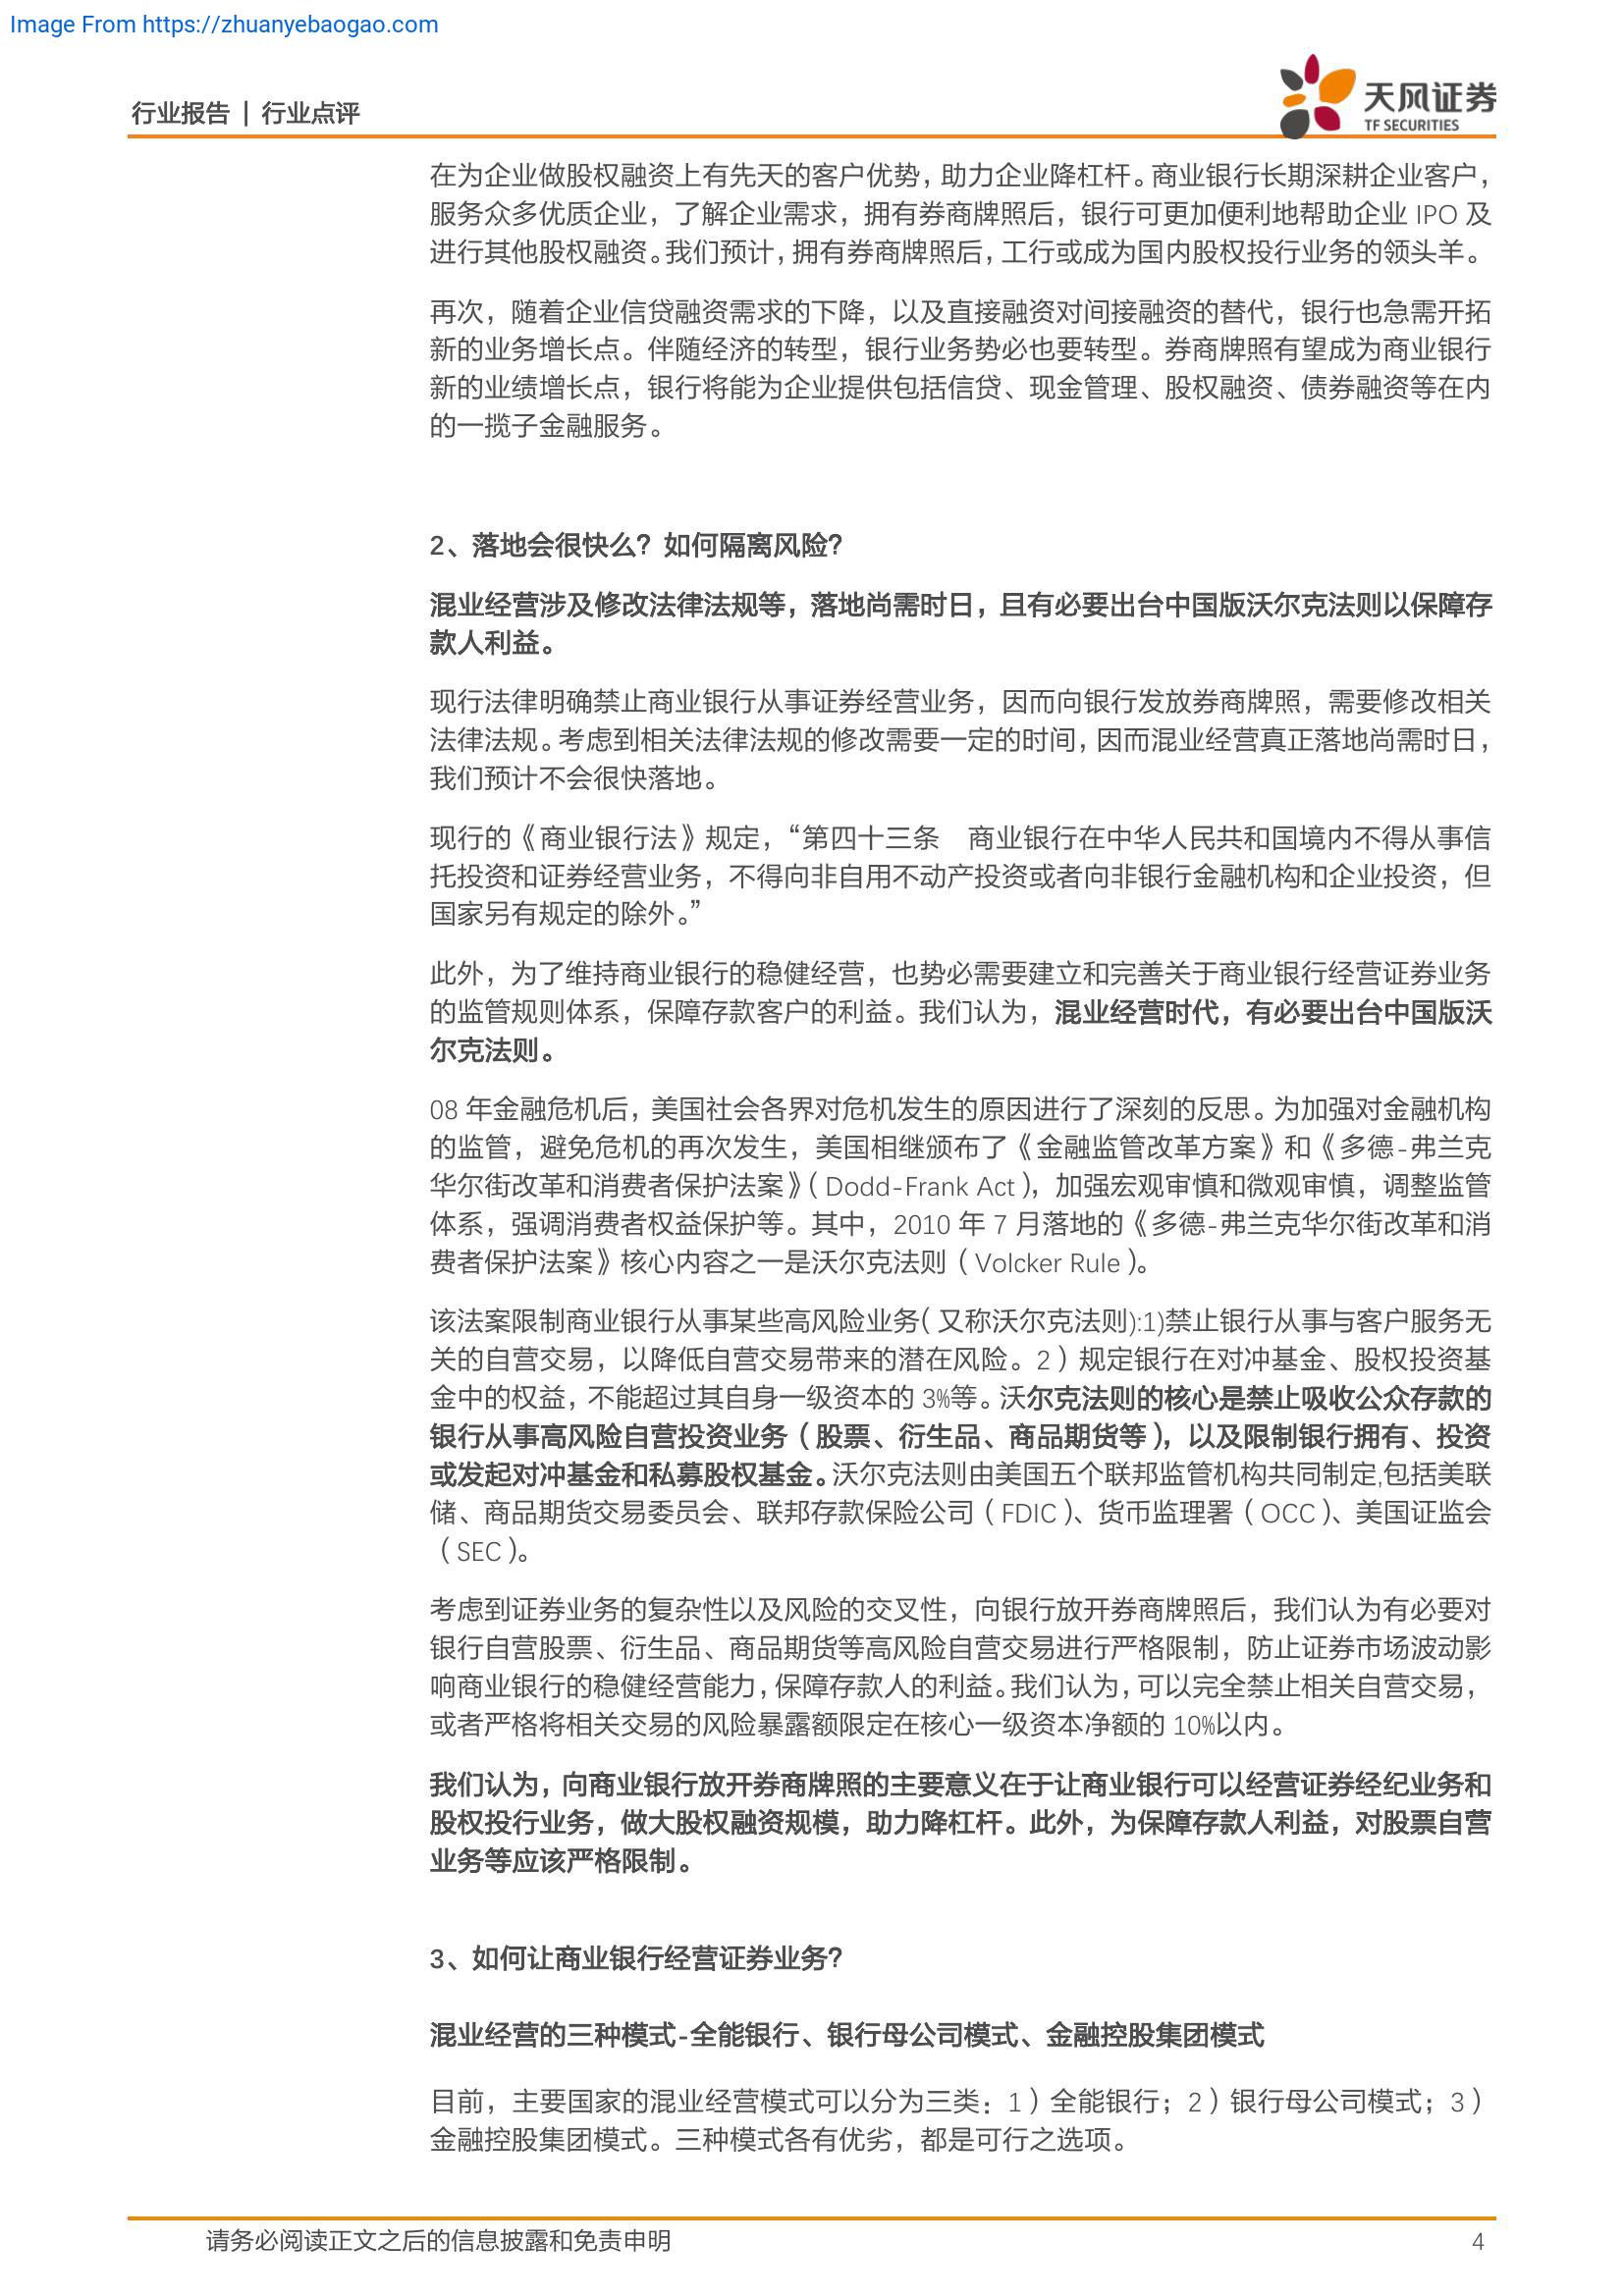 Image From https://zhuanyebaogao.com
行业报告 | 行业点评
天风证券
TF SECURITIES
在为企业做股权融资上有先天的客户优势，助力企业降杠杆。商业银行长期深耕企业客户，
服务众多优质企业，了解企业需求，拥有券商牌照后，银行可更加便利地帮助企业 IPO 及
进行其他股权融资。我们预计，拥有券商牌照后，工行或成为国内股权投行业务的领头羊。
再次，随着企业信贷融资需求的下降，以及直接融资对间接融资的替代，银行也急需开拓
新的业务增长点。伴随经济的转型，银行业务势必也要转型。券商牌照有望成为商业银行
新的业绩增长点，银行将能为企业提供包括信贷、现金管理、股权融资、债券融资等在内
的一揽子金融服务。
2、落地会很快么？如何隔离风险？
混业经营涉及修改法律法规等，落地尚需时日，且有必要出台中国版沃尔克法则以保障存
款人利益。
现行法律明确禁止商业银行从事证券经营业务，因而向银行发放券商牌照，需要修改相关
法律法规。考虑到相关法律法规的修改需要一定的时间，因而混业经营真正落地尚需时日，
我们预计不会很快落地。
现行的《商业银行法》规定，“第四十三条　商业银行在中华人民共和国境内不得从事信
托投资和证券经营业务，不得向非自用不动产投资或者向非银行金融机构和企业投资，但
国家另有规定的除外。”
此外，为了维持商业银行的稳健经营，也势必需要建立和完善关于商业银行经营证券业务
的监管规则体系，保障存款客户的利益。我们认为，混业经营时代，有必要出台中国版沃
尔克法则。
08 年金融危机后，美国社会各界对危机发生的原因进行了深刻的反思。为加强对金融机构
的监管，避免危机的再次发生，美国相继颁布了《金融监管改革方案》和《多德-弗兰克
华尔街改革和消费者保护法案》（Dodd-Frank Act），加强宏观审慎和微观审慎，调整监管
体系，强调消费者权益保护等。其中，2010 年 7 月落地的《多德-弗兰克华尔街改革和消
费者保护法案》核心内容之一是沃尔克法则（Volcker Rule）。
该法案限制商业银行从事某些高风险业务(又称沃尔克法则):1)禁止银行从事与客户服务无
关的自营交易，以降低自营交易带来的潜在风险。2）规定银行在对冲基金、股权投资基
金中的权益，不能超过其自身一级资本的 3%等。沃尔克法则的核心是禁止吸收公众存款的
银行从事高风险自营投资业务（股票、衍生品、商品期货等），以及限制银行拥有、投资
或发起对冲基金和私募股权基金。沃尔克法则由美国五个联邦监管机构共同制定,包括美联
储、商品期货交易委员会、联邦存款保险公司（FDIC）、货币监理署（OCC）、美国证监会
（SEC）。
考虑到证券业务的复杂性以及风险的交叉性，向银行放开券商牌照后，我们认为有必要对
银行自营股票、衍生品、商品期货等高风险自营交易进行严格限制，防止证券市场波动影
响商业银行的稳健经营能力，保障存款人的利益。我们认为，可以完全禁止相关自营交易，
或者严格将相关交易的风险暴露额限定在核心一级资本净额的 10%以内。
我们认为，向商业银行放开券商牌照的主要意义在于让商业银行可以经营证券经纪业务和
股权投行业务，做大股权融资规模，助力降杠杆。此外，为保障存款人利益，对股票自营
业务等应该严格限制。
3、如何让商业银行经营证券业务？
混业经营的三种模式-全能银行、银行母公司模式、金融控股集团模式
目前，主要国家的混业经营模式可以分为三类：1）全能银行；2）银行母公司模式；3）
金融控股集团模式。三种模式各有优劣，都是可行之选项。
请务必阅读正文之后的信息披露和免责申明
4